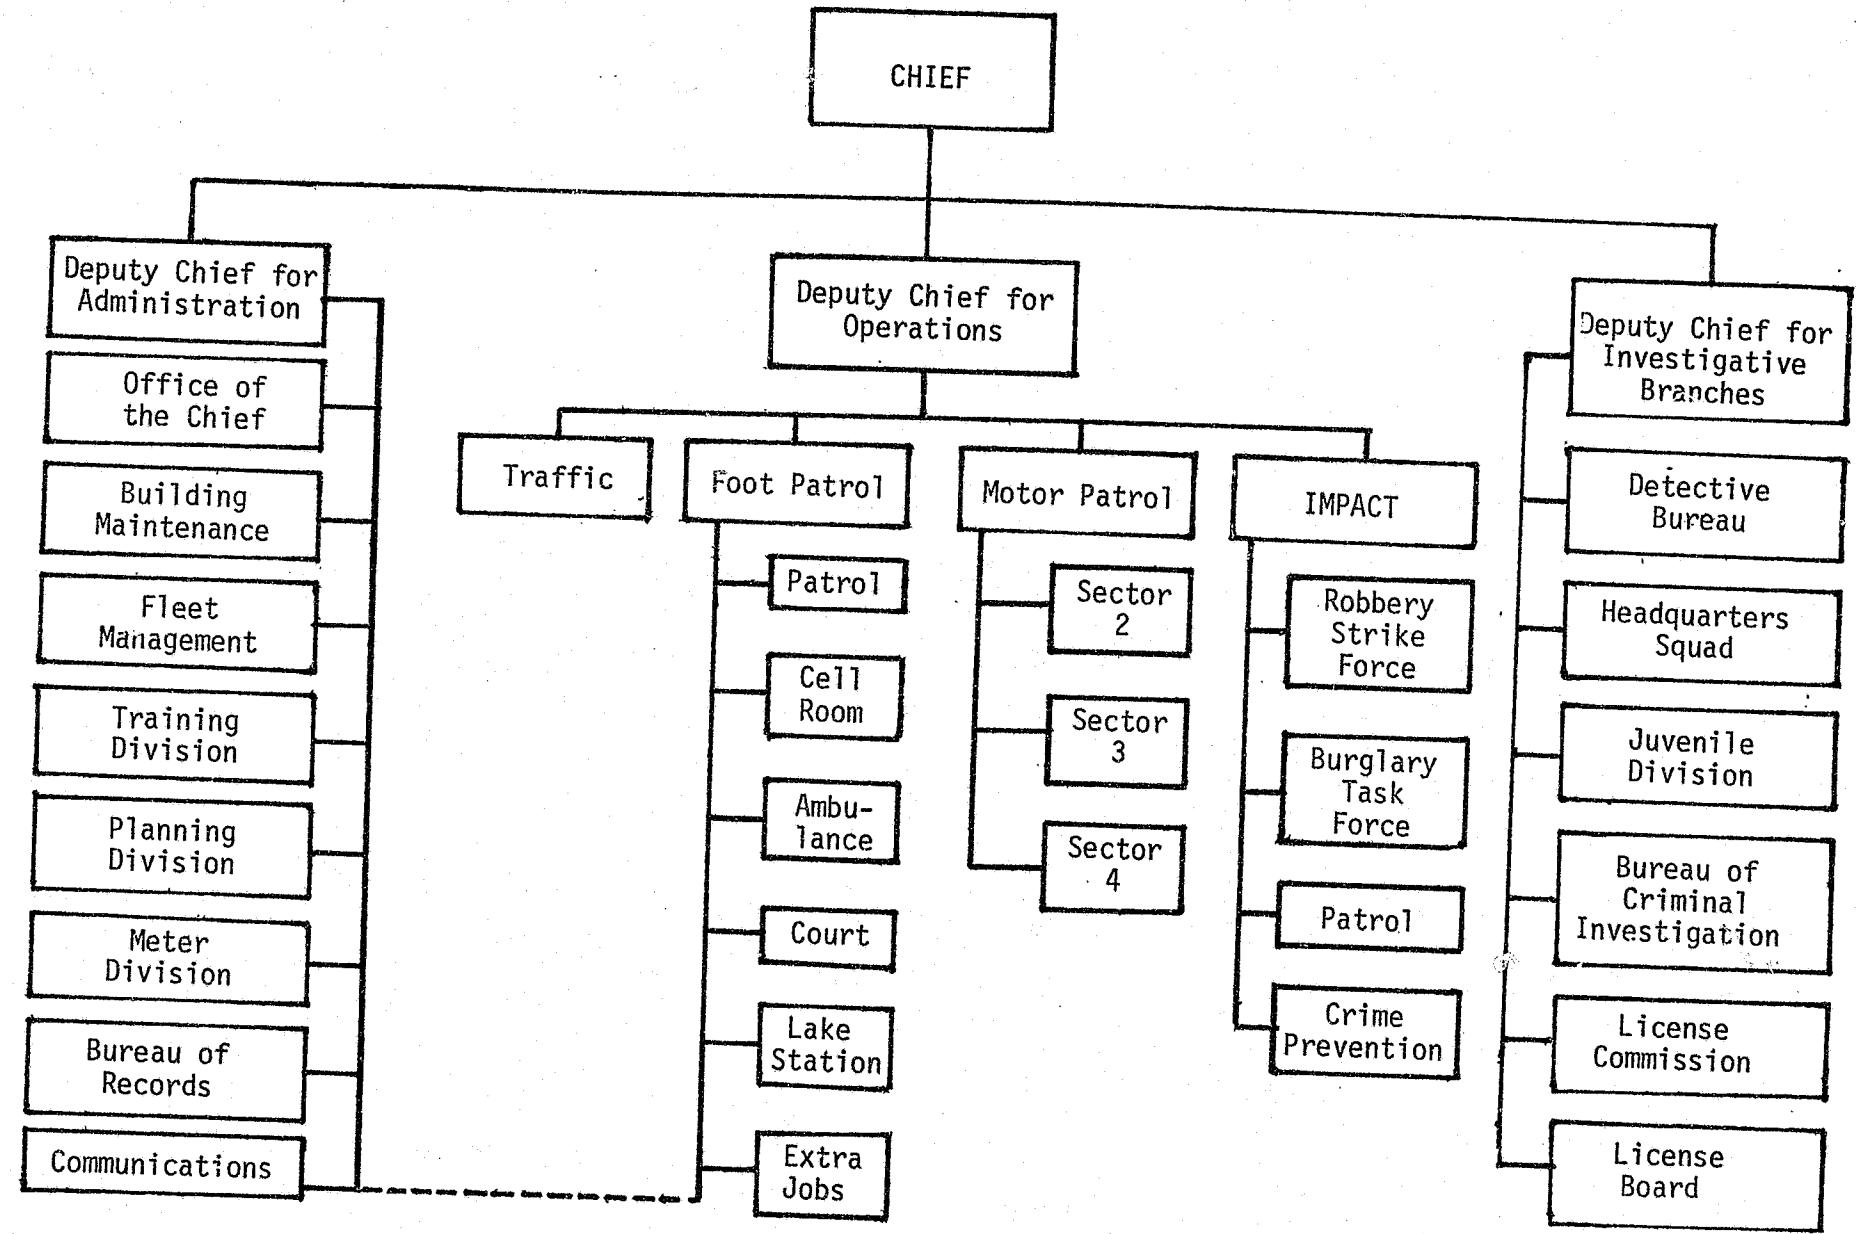 CHIEF
Deputy Chief for
Administration
Office of
the Chief
Building
Maintenance
Fleet
Management
Training
Division
Planning
Division
Meter
Division
Bureau of
Records
Communications
Deputy Chief for
Operations
Traffic
Foot Patrol
Patrol
Cell
Room
Ambu-
lance
Court
Lake
Station
Extra
Jobs
Motor Patrol
Sector
2
Sector
3
Sector
4
IMPACT
Robbery
Strike
Force
Burglary
Task
Force
Patrol
Crime
Prevention
Deputy Chief for
Investigative
Branches
Detective
Bureau
Headquarters
Squad
Juvenile
Division
Bureau of
Criminal
Investigation
License
Commission
License
Board